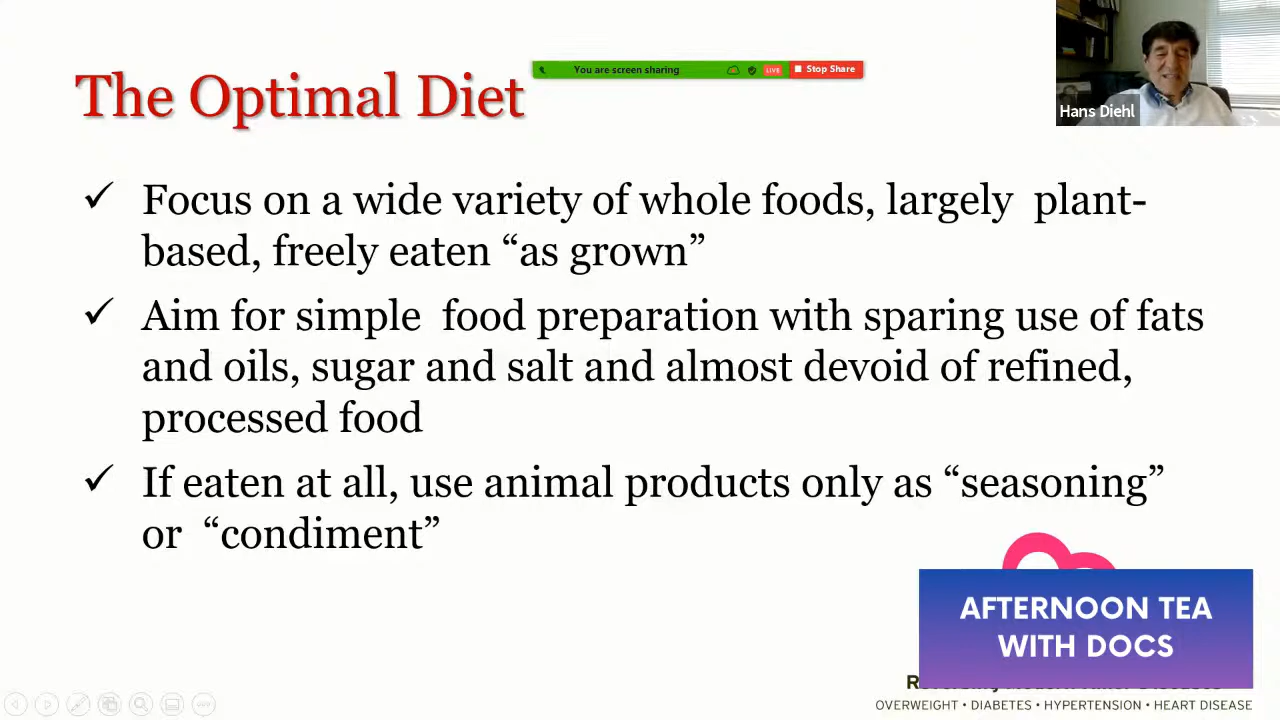 The Optimal Diet
You are screen sharing
LIVE
Stop Share
Hans Diehl
✓ Focus on a wide variety of whole foods, largely plant-
based, freely eaten “as grown”
✓ Aim for simple food preparation with sparing use of fats
and oils, sugar and salt and almost devoid of refined,
processed food
✓ If eaten at all, use animal products only as “seasoning”
or “condiment”
AFTERNOON TEA
WITH DOCS
OVERWEIGHT • DIABETES • HYPERTENSION • HEART DISEASE